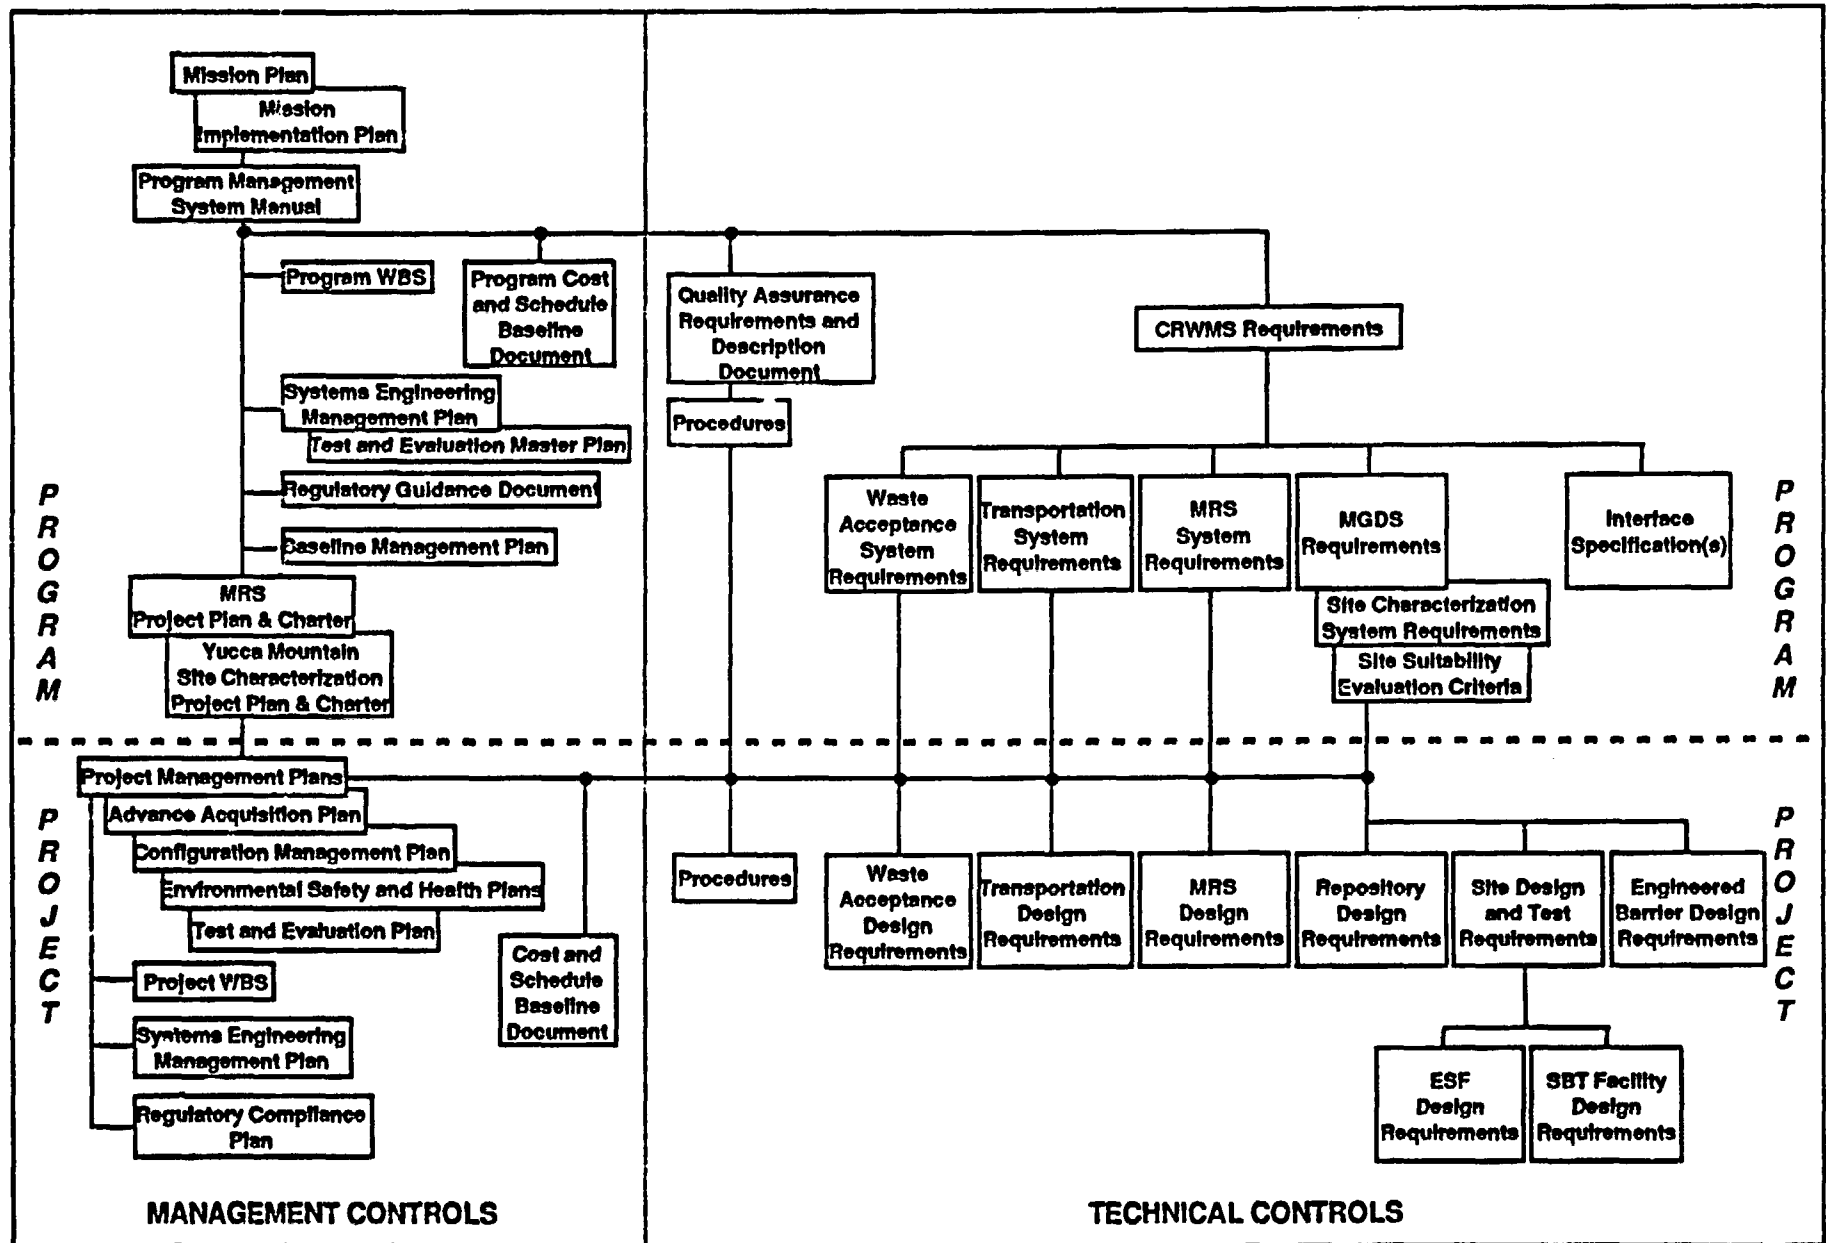 Mission Plan
Mission
Implementation Plan
Program Management
System Manual
Program WBS
Program Cost
and Schedule
Baseline
Document
Systems Engineering
Management Plan
Test and Evaluation Master Plan
Regulatory Guidance Document
Baseline Management Plan
MRS
Project Plan & Charter
Yucca Mountain
Site Characterization
Project Plan & Charter
PROGRAM
Quality Assurance
Requirements and
Description
Document
Procedures
CRWMS Requirements
Waste
Acceptance
System
Requirements
Transportation
System
Requirements
MRS
System
Requirements
MGDS
Requirements
Site Characterization
System Requirements
Site Suitability
Evaluation Criteria
Interface
Specification(s)
PROGRAM
Project Management Plans
Advance Acquisition Plan
Configuration Management Plan
Environmental Safety and Health Plans
Test and Evaluation Plan
Project WBS
Systems Engineering
Management Plan
Regulatory Compliance
Plan
Cost and
Schedule
Baseline
Document
PROJECT
Procedures
Waste
Acceptance
Design
Requirements
Transportation
Design
Requirements
MRS
Design
Requirements
Repository
Design
Requirements
Site Design
and Test
Requirements
Engineered
Barrier Design
Requirements
ESF
Design
Requirements
SBT Facility
Design
Requirements
PROJECT
MANAGEMENT CONTROLS
TECHNICAL CONTROLS